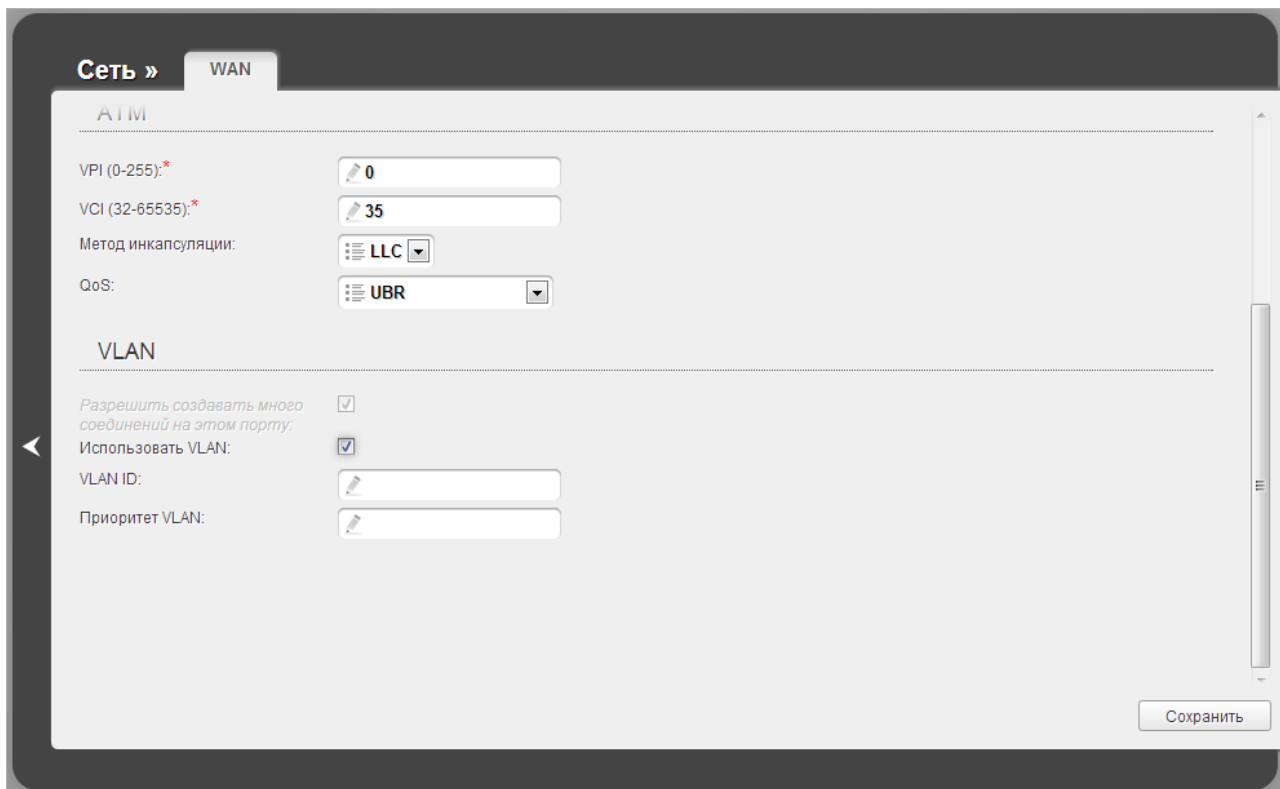 Сеть »
WAN
ATM
VPI (0-255):*
0
VCI (32-65535):*
35
Метод инкапсуляции:
LLC
QoS:
UBR
VLAN
Разрешить создавать много
соединений на этом порту:
Использовать VLAN:
VLAN ID:
Приоритет VLAN:
Сохранить